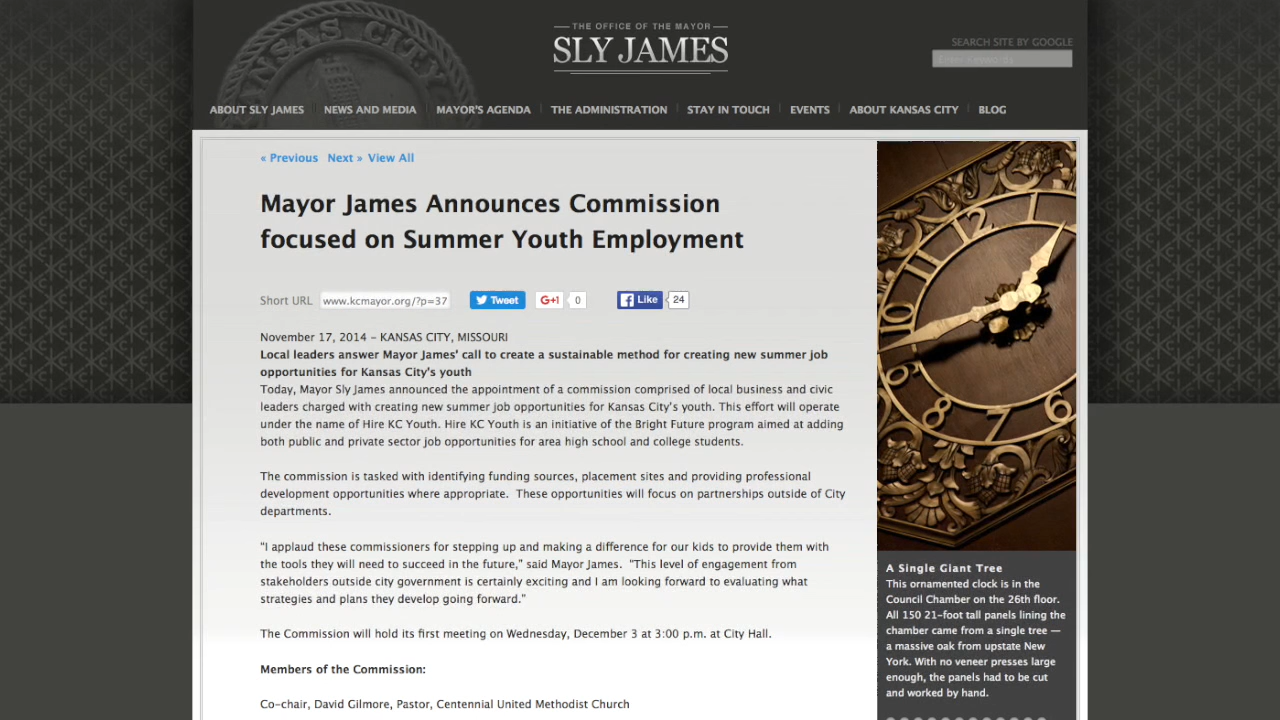 THE OFFICE OF THE MAYOR
SLY JAMES
KANSAS CITY
SEARCH SITE BY GOOGLE
ABOUT SLY JAMES
NEWS AND MEDIA
MAYOR'S AGENDA
THE ADMINISTRATION
STAY IN TOUCH
EVENTS
ABOUT KANSAS CITY
BLOG
« Previous Next » View All
Mayor James Announces Commission
focused on Summer Youth Employment
Short URL www.kcmayor.org/?p=37 Tweet G+1 0 Like 24
November 17, 2014 – KANSAS CITY, MISSOURI
Local leaders answer Mayor James' call to create a sustainable method for creating new summer job
opportunities for Kansas City's youth
Today, Mayor Sly James announced the appointment of a commission comprised of local business and civic
leaders charged with creating new summer job opportunities for Kansas City's youth. This effort will operate
under the name of Hire KC Youth. Hire KC Youth is an initiative of the Bright Future program aimed at adding
both public and private sector job opportunities for area high school and college students.
The commission is tasked with identifying funding sources, placement sites and providing professional
development opportunities where appropriate. These opportunities will focus on partnerships outside of City
departments.
"I applaud these commissioners for stepping up and making a difference for our kids to provide them with
the tools they will need to succeed in the future," said Mayor James. "This level of engagement from
stakeholders outside city government is certainly exciting and I am looking forward to evaluating what
strategies and plans they develop going forward."
The Commission will hold its first meeting on Wednesday, December 3 at 3:00 p.m. at City Hall.
Members of the Commission:
Co-chair, David Gilmore, Pastor, Centennial United Methodist Church
12
1
11
10
9
8
7
6
A Single Giant Tree
This ornamented clock is in the
Council Chamber on the 26th floor.
All 150 21-foot tall panels lining the
chamber came from a single tree —
a massive oak from upstate New
York. With no veneer presses large
enough, the panels had to be cut
and worked by hand.